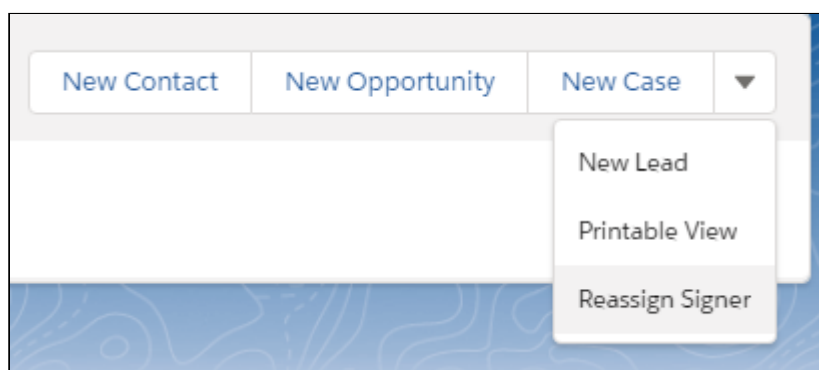 New Contact New Opportunity New Case
New Lead
Printable View
Reassign Signer